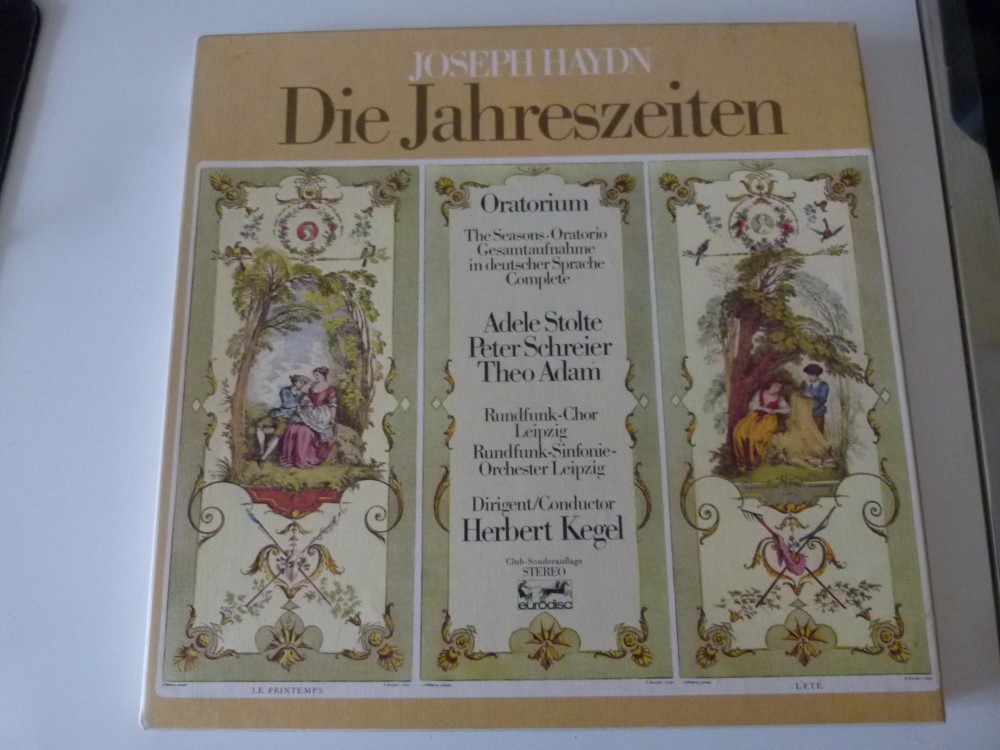 JOSEPH HAYDN
Die Jahreszeiten
Oratorium
The Seasons-Oratorio
Gesamtaufnahme
in deutscher Sprache
Complete
Adele Stolte
Peter Schreier
Theo Adam
Rundfunk-Chor
Leipzig
Rundfunk-Sinfonie-
Orchester Leipzig
Dirigent/Conductor
Herbert Kegel
Club-Sonderauflage
STEREO
eurodisc
LE PRINTEMPS
L'ETÉ